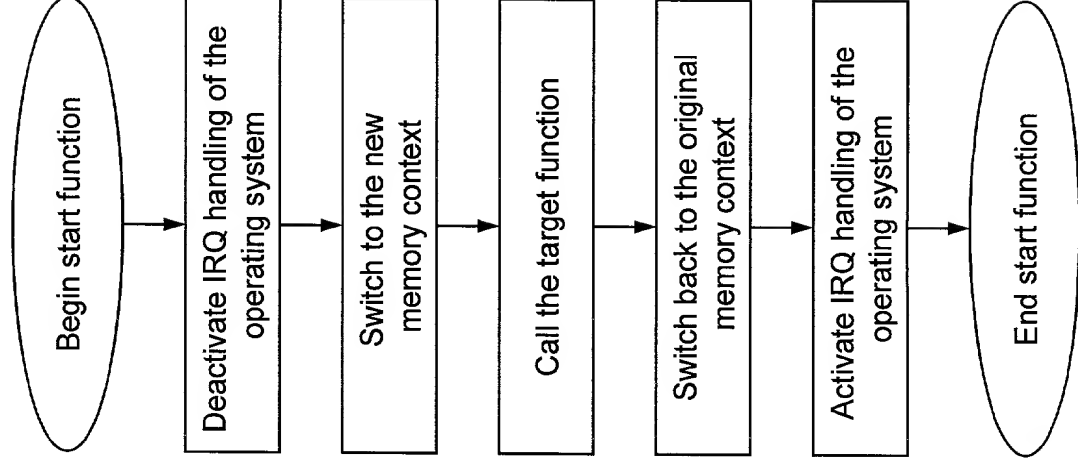 Begin start function
Deactivate IRQ handling of the
operating system
Switch to the new
memory context
Call the target function
Switch back to the original
memory context
Activate IRQ handling of the
operating system
End start function